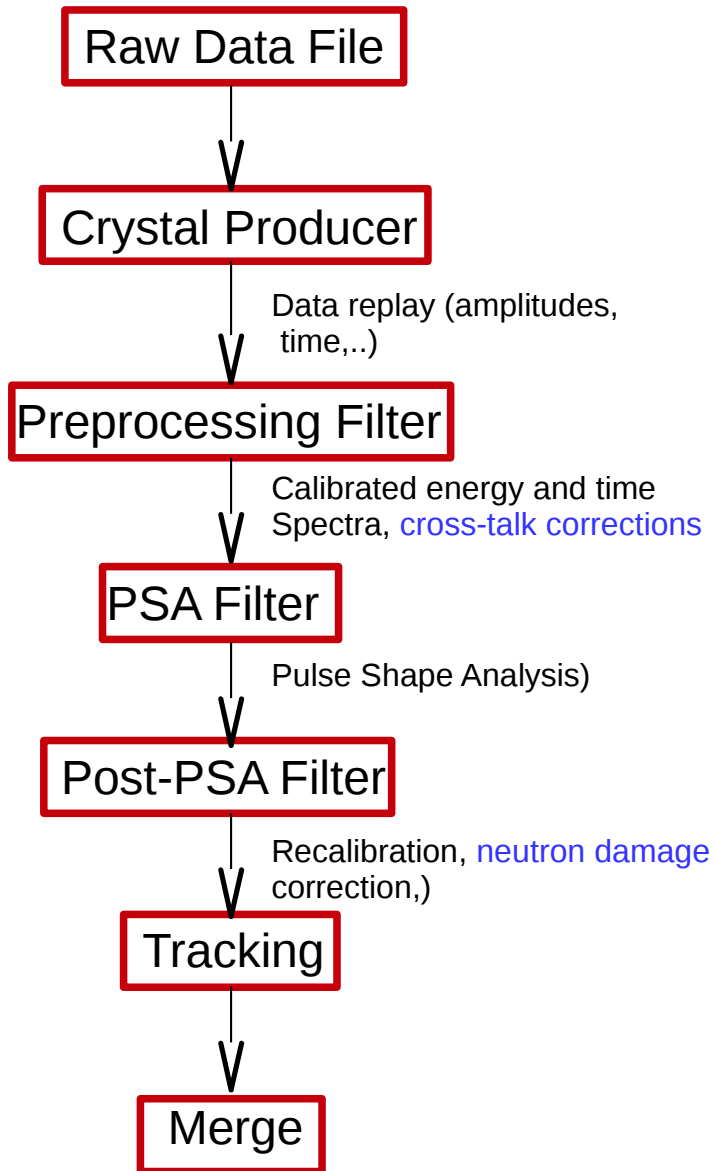 Raw Data File
Crystal Producer
Data replay (amplitudes,
time,..)
Preprocessing Filter
Calibrated energy and time
Spectra, cross-talk corrections
PSA Filter
Pulse Shape Analysis)
Post-PSA Filter
Recalibration, neutron damage
correction,)
Tracking
Merge